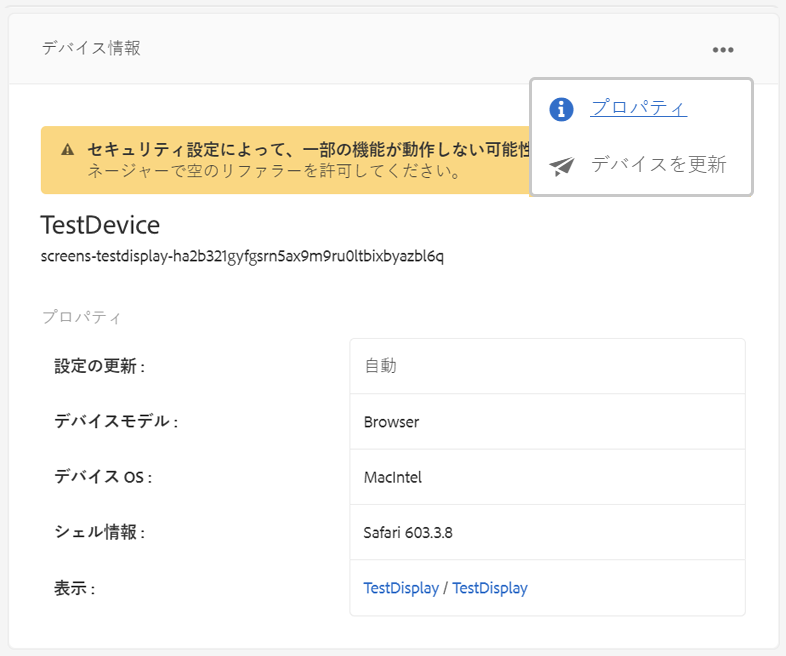 デバイス情報
プロパティ
デバイスを更新
セキュリティ設定によって、一部の機能が動作しない可能性
ネージャーで空のリファラーを許可してください。
TestDevice
screens-testdisplay-ha2b321gyfgsrn5ax9m9ru0ltbixbyazbl6q
プロパティ
設定の更新 : 自動
デバイスモデル : Browser
デバイス OS : MacIntel
シェル情報 : Safari 603.3.8
表示 : TestDisplay / TestDisplay